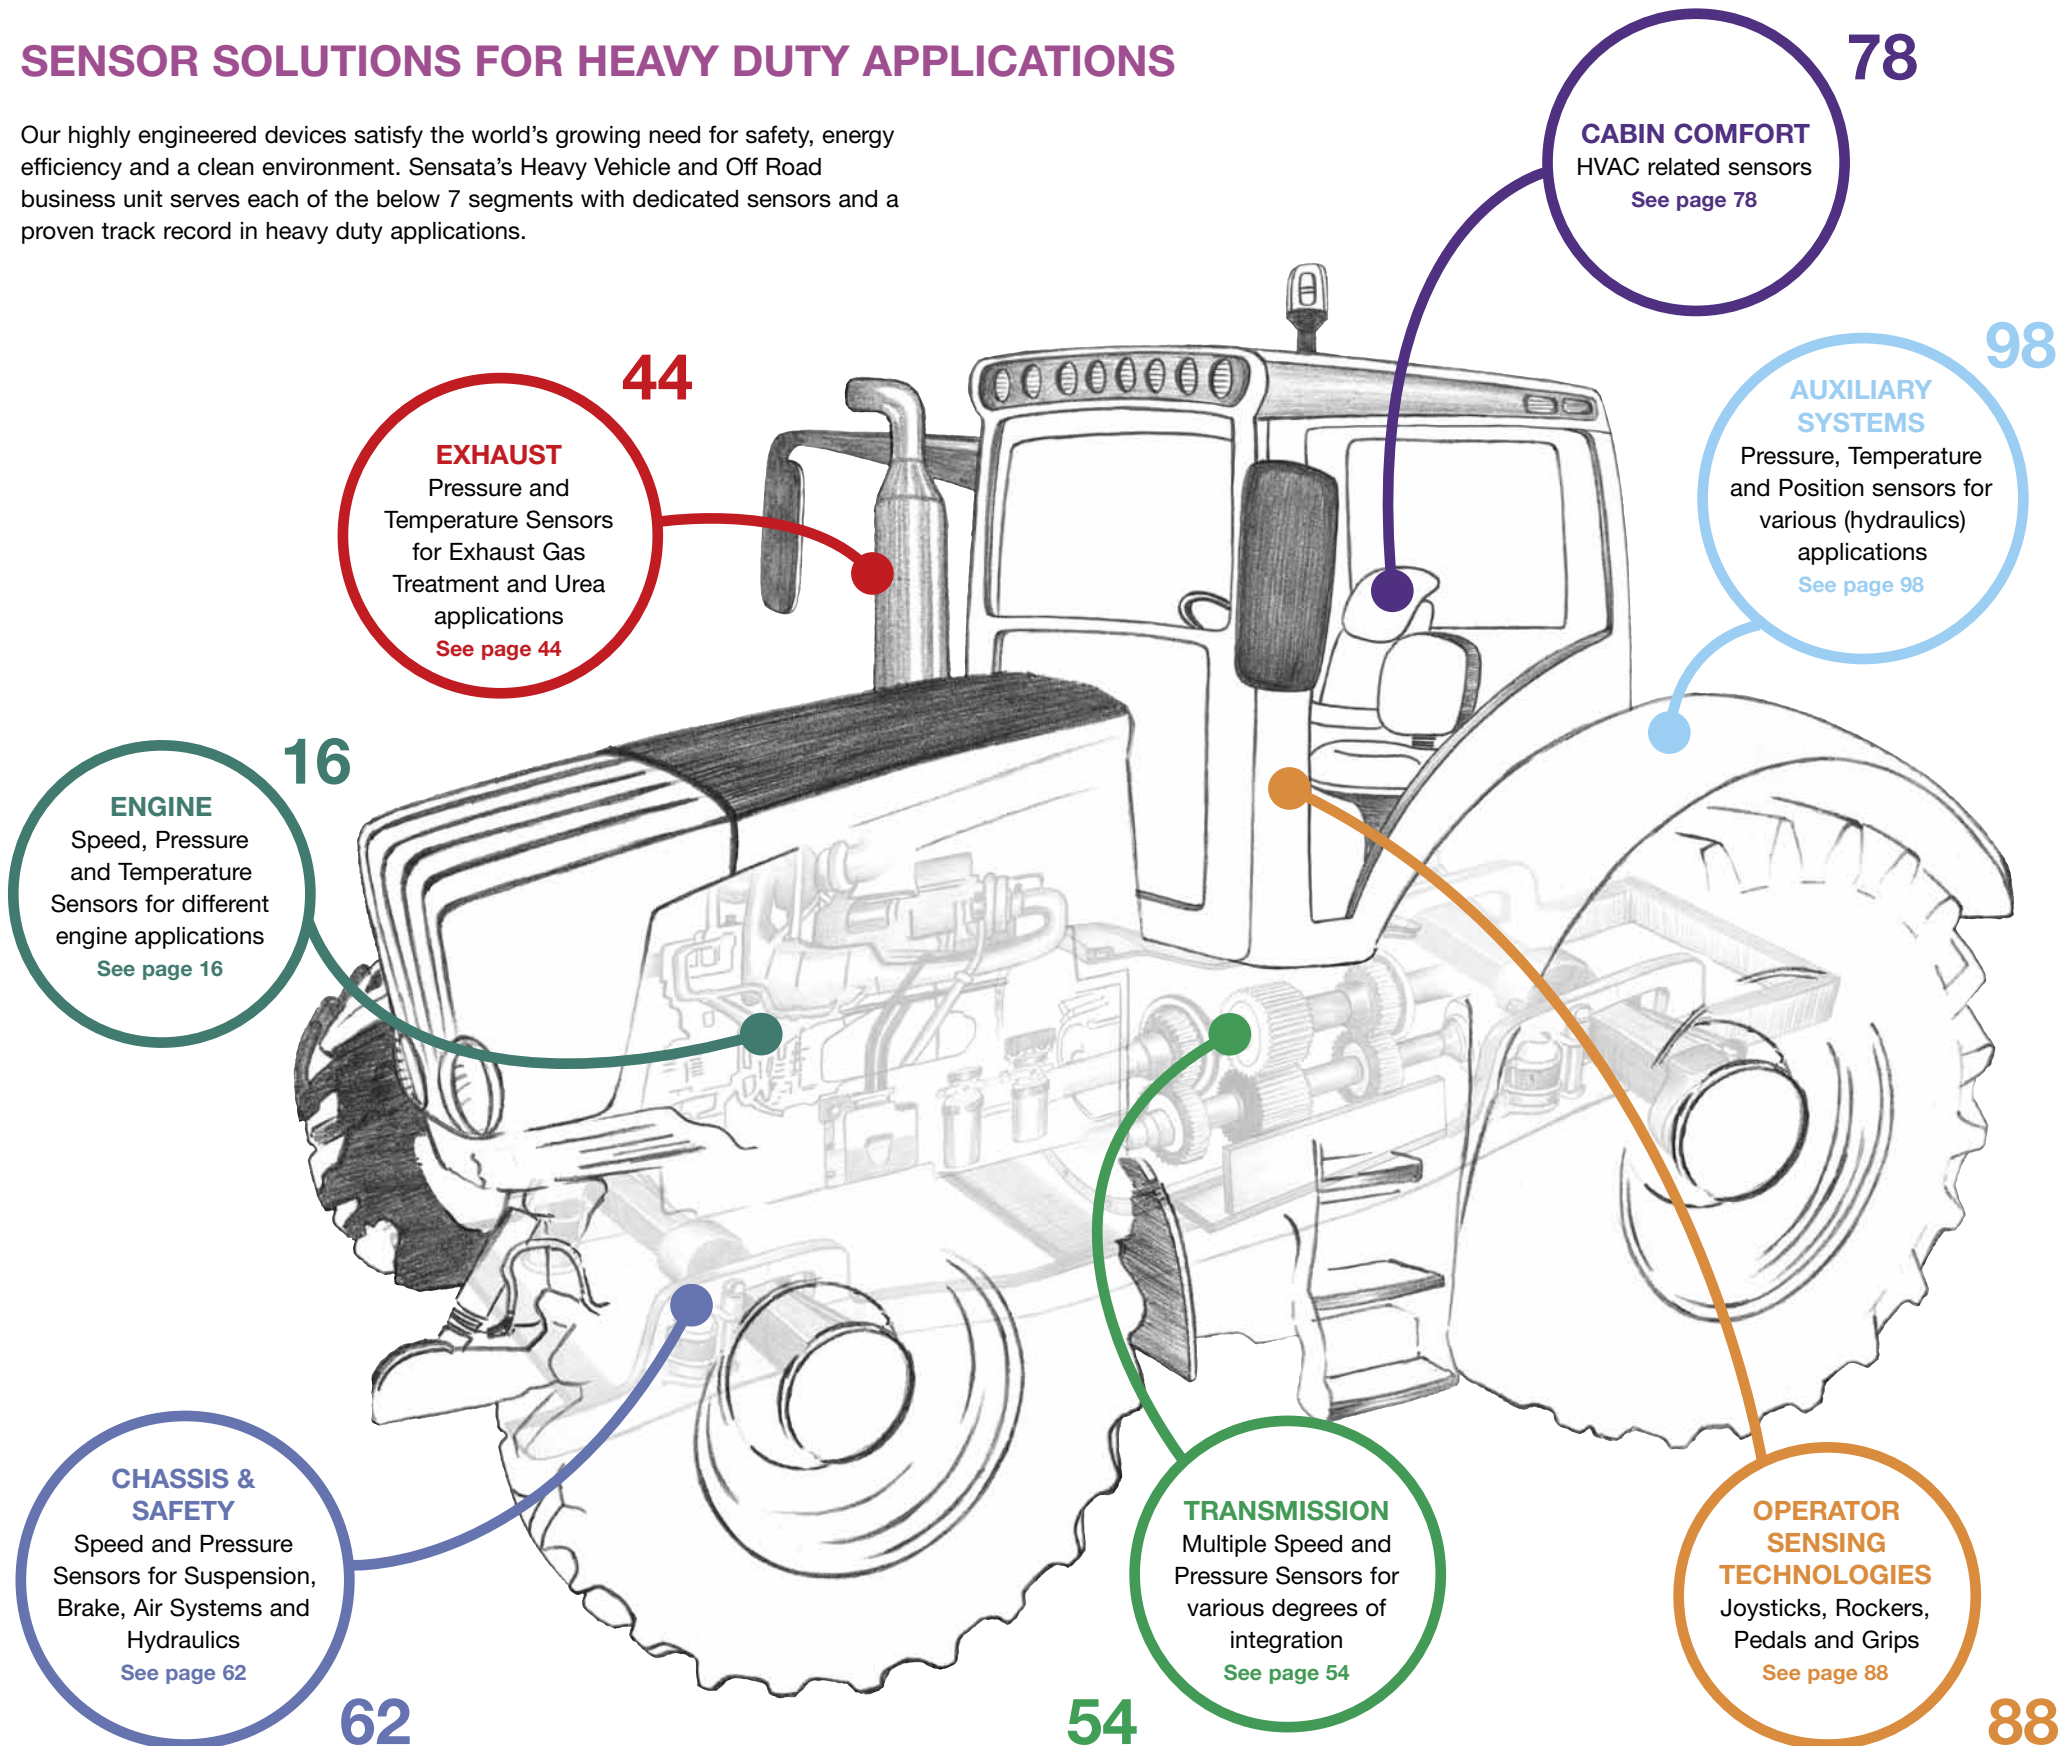 SENSOR SOLUTIONS FOR HEAVY DUTY APPLICATIONS
Our highly engineered devices satisfy the world's growing need for safety, energy
efficiency and a clean environment. Sensata's Heavy Vehicle and Off Road
business unit serves each of the below 7 segments with dedicated sensors and a
proven track record in heavy duty applications.
78
CABIN COMFORT
HVAC related sensors
See page 78
98
AUXILIARY
SYSTEMS
Pressure, Temperature
and Position sensors for
various (hydraulics)
applications
See page 98
44
EXHAUST
Pressure and
Temperature Sensors
for Exhaust Gas
Treatment and Urea
applications
See page 44
16
ENGINE
Speed, Pressure
and Temperature
Sensors for different
engine applications
See page 16
CHASSIS &
SAFETY
Speed and Pressure
Sensors for Suspension,
Brake, Air Systems and
Hydraulics
See page 62
62
TRANSMISSION
Multiple Speed and
Pressure Sensors for
various degrees of
integration
See page 54
54
OPERATOR
SENSING
TECHNOLOGIES
Joysticks, Rockers,
Pedals and Grips
See page 88
88